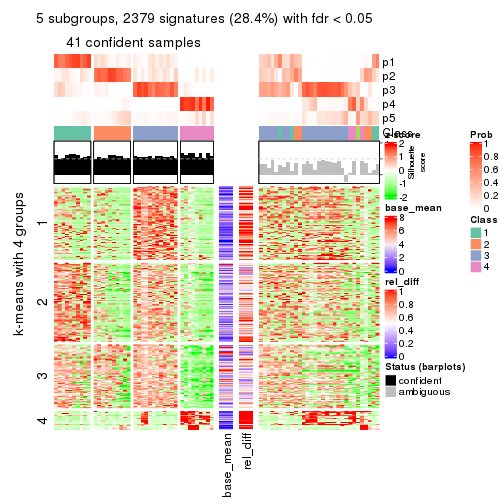 5 subgroups, 2379 signatures (28.4%) with fdr < 0.05
41 confident samples
p1
p2
p3
p4
p5
Class
z-score
2
1
0
-1
-2
Silhouette score
Prob
1
0.8
0.6
0.4
0.2
0
Class
1
2
3
4
base_mean
8
6
4
2
0
rel_diff
1
0.8
0.6
0.4
0.2
0
Status (barplots)
confident
ambiguous
k-means with 4 groups
1
2
3
4
base_mean
rel_diff